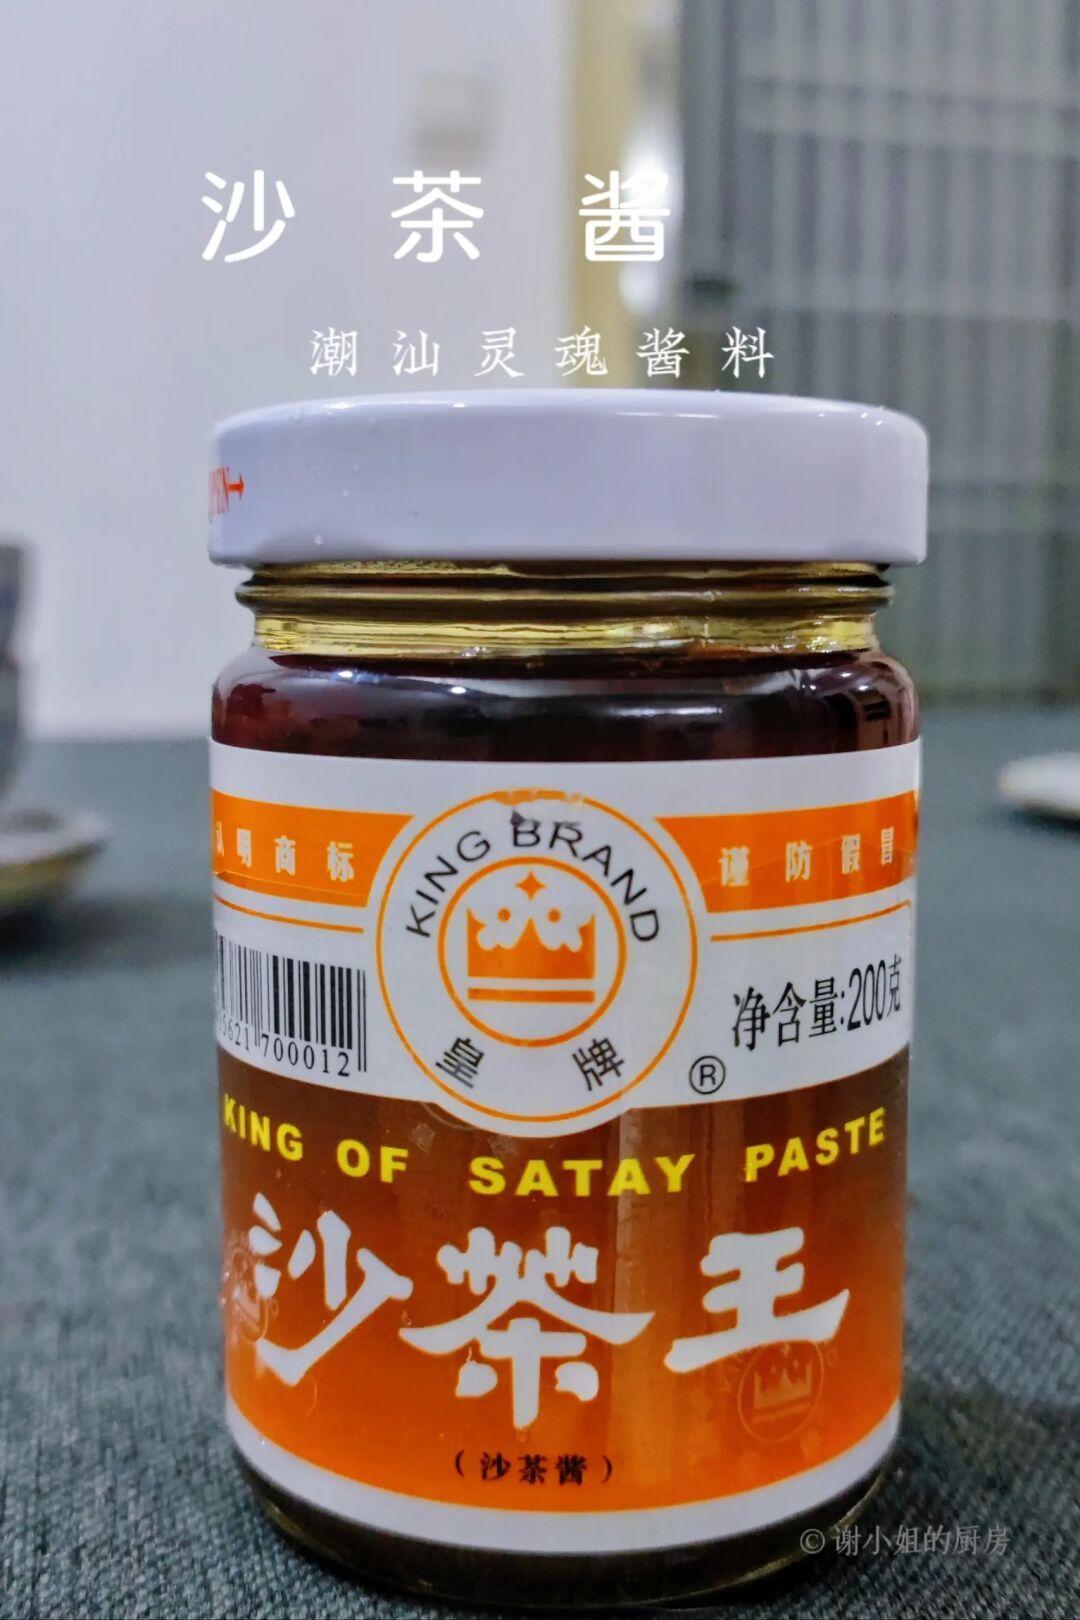 沙茶酱
潮汕灵魂酱料
OPEN→
认明商标
KING BRAND
谨防假冒
皇牌
®
净含量:200克
700012
KING OF SATAY PASTE
沙茶王
(沙茶酱)
© 谢小姐的厨房